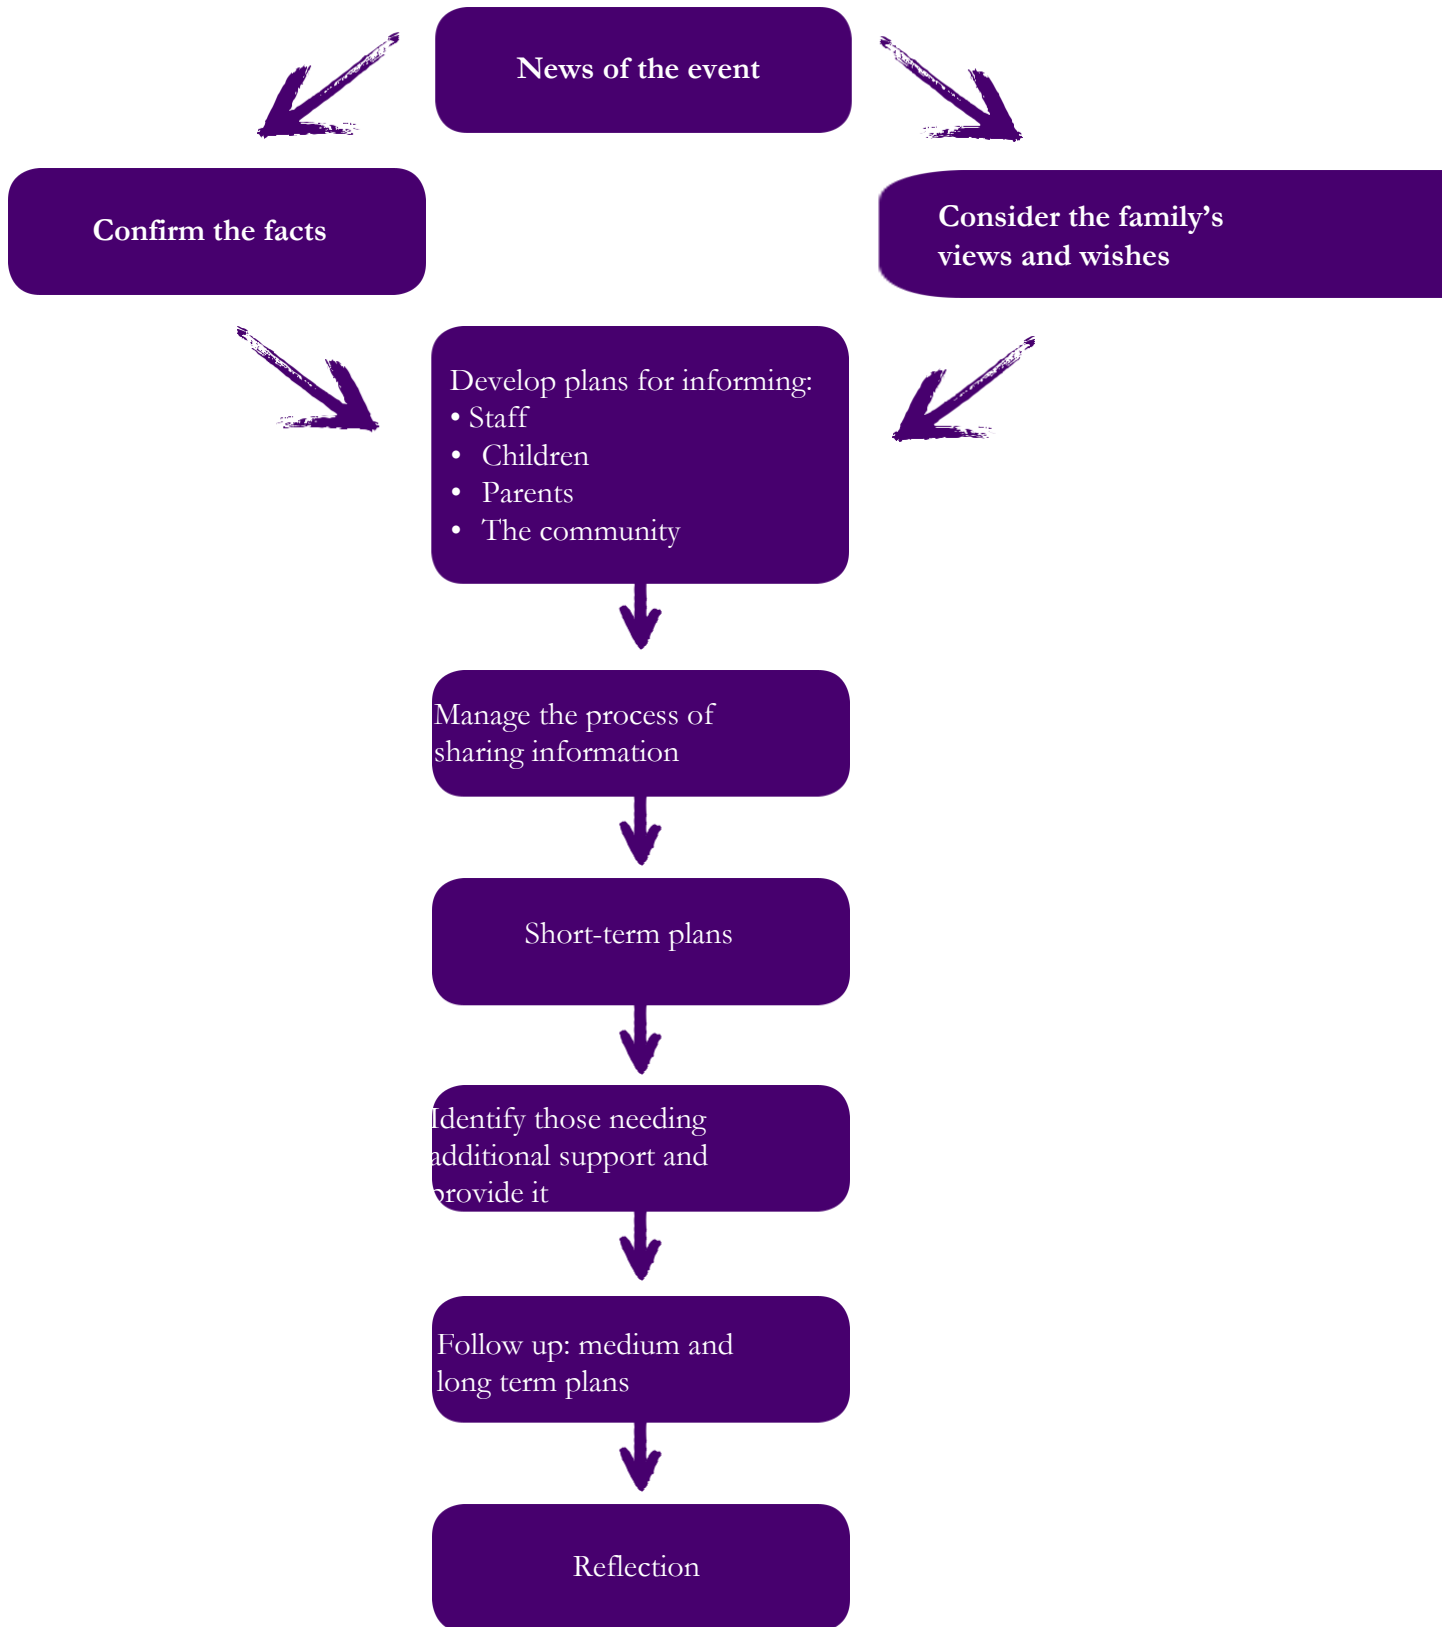 News of the event
Confirm the facts
Consider the family’s
views and wishes
Develop plans for informing:
• Staff
• Children
• Parents
• The community
Manage the process of
sharing information
Short-term plans
Identify those needing
additional support and
provide it
Follow up: medium and
long term plans
Reflection